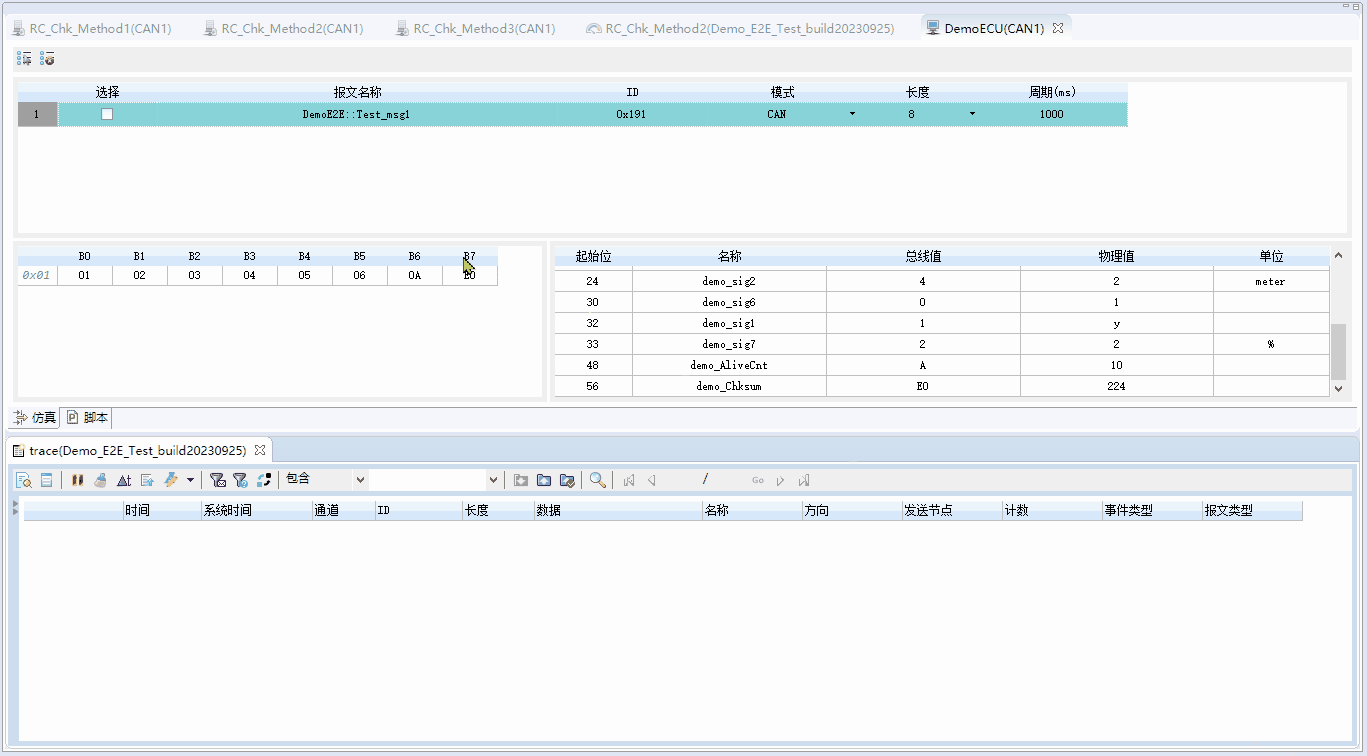 RC_Chk_Method1(CAN1) RC_Chk_Method2(CAN1) RC_Chk_Method3(CAN1) RC_Chk_Method2(Demo_E2E_Test_build20230925) DemoECU(CAN1)
选择 报文名称 ID 模式 长度 周期(ms)
1 DemoE2E::Test_msg1 0x191 CAN 8 1000
B0 B1 B2 B3 B4 B5 B6 B7
0x01 01 02 03 04 05 06 0A E0
起始位 名称 总线值 物理值 单位
24 demo_sig2 4 2 meter
30 demo_sig6 0 1
32 demo_sig1 1 y
33 demo_sig7 2 2 %
48 demo_AliveCnt A 10
56 demo_Chksum E0 224
仿真 脚本
trace(Demo_E2E_Test_build20230925)
包含 / Go
时间 系统时间 通道 ID 长度 数据 名称 方向 发送节点 计数 事件类型 报文类型